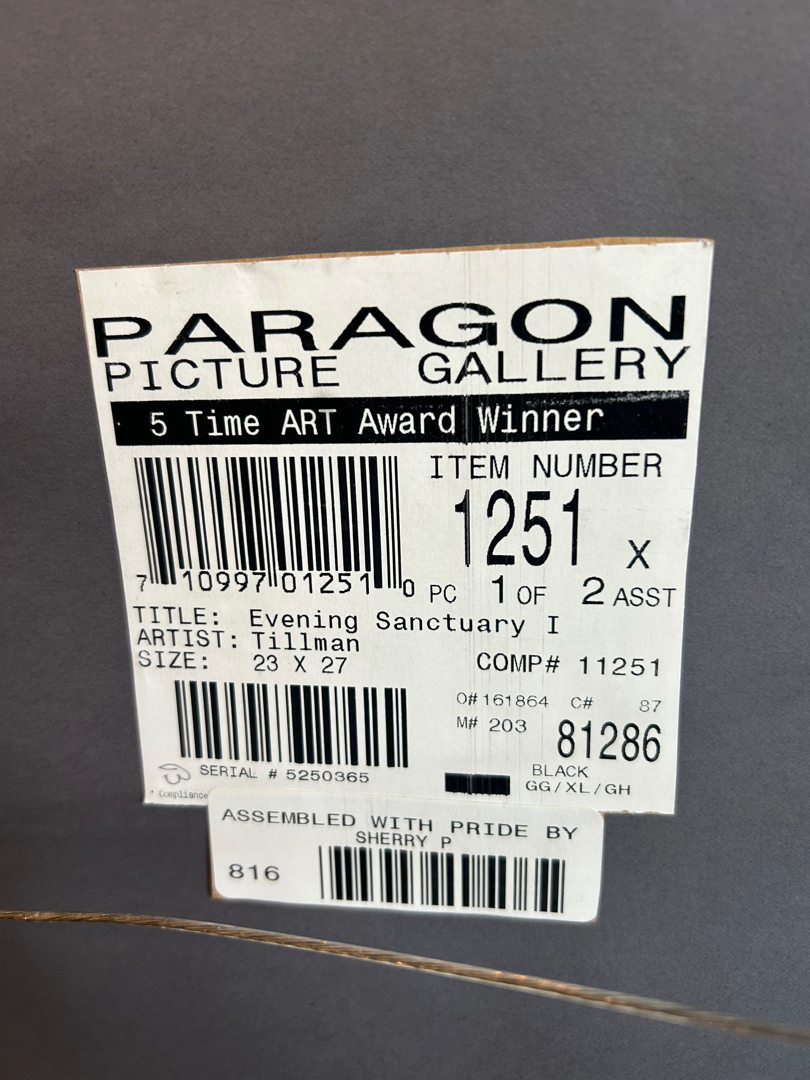 PARAGON
PICTURE GALLERY
5 Time ART Award Winner
ITEM NUMBER
1251 X
7 10997 01251 0
PC 1 OF 2 ASST
TITLE: Evening Sanctuary I
ARTIST: Tillman
SIZE: 23 X 27
COMP# 11251
O# 161864 C# 87
M# 203 81286
SERIAL # 5250365
BLACK
GG/XL/GH
* Compliance
ASSEMBLED WITH PRIDE BY
SHERRY P
816